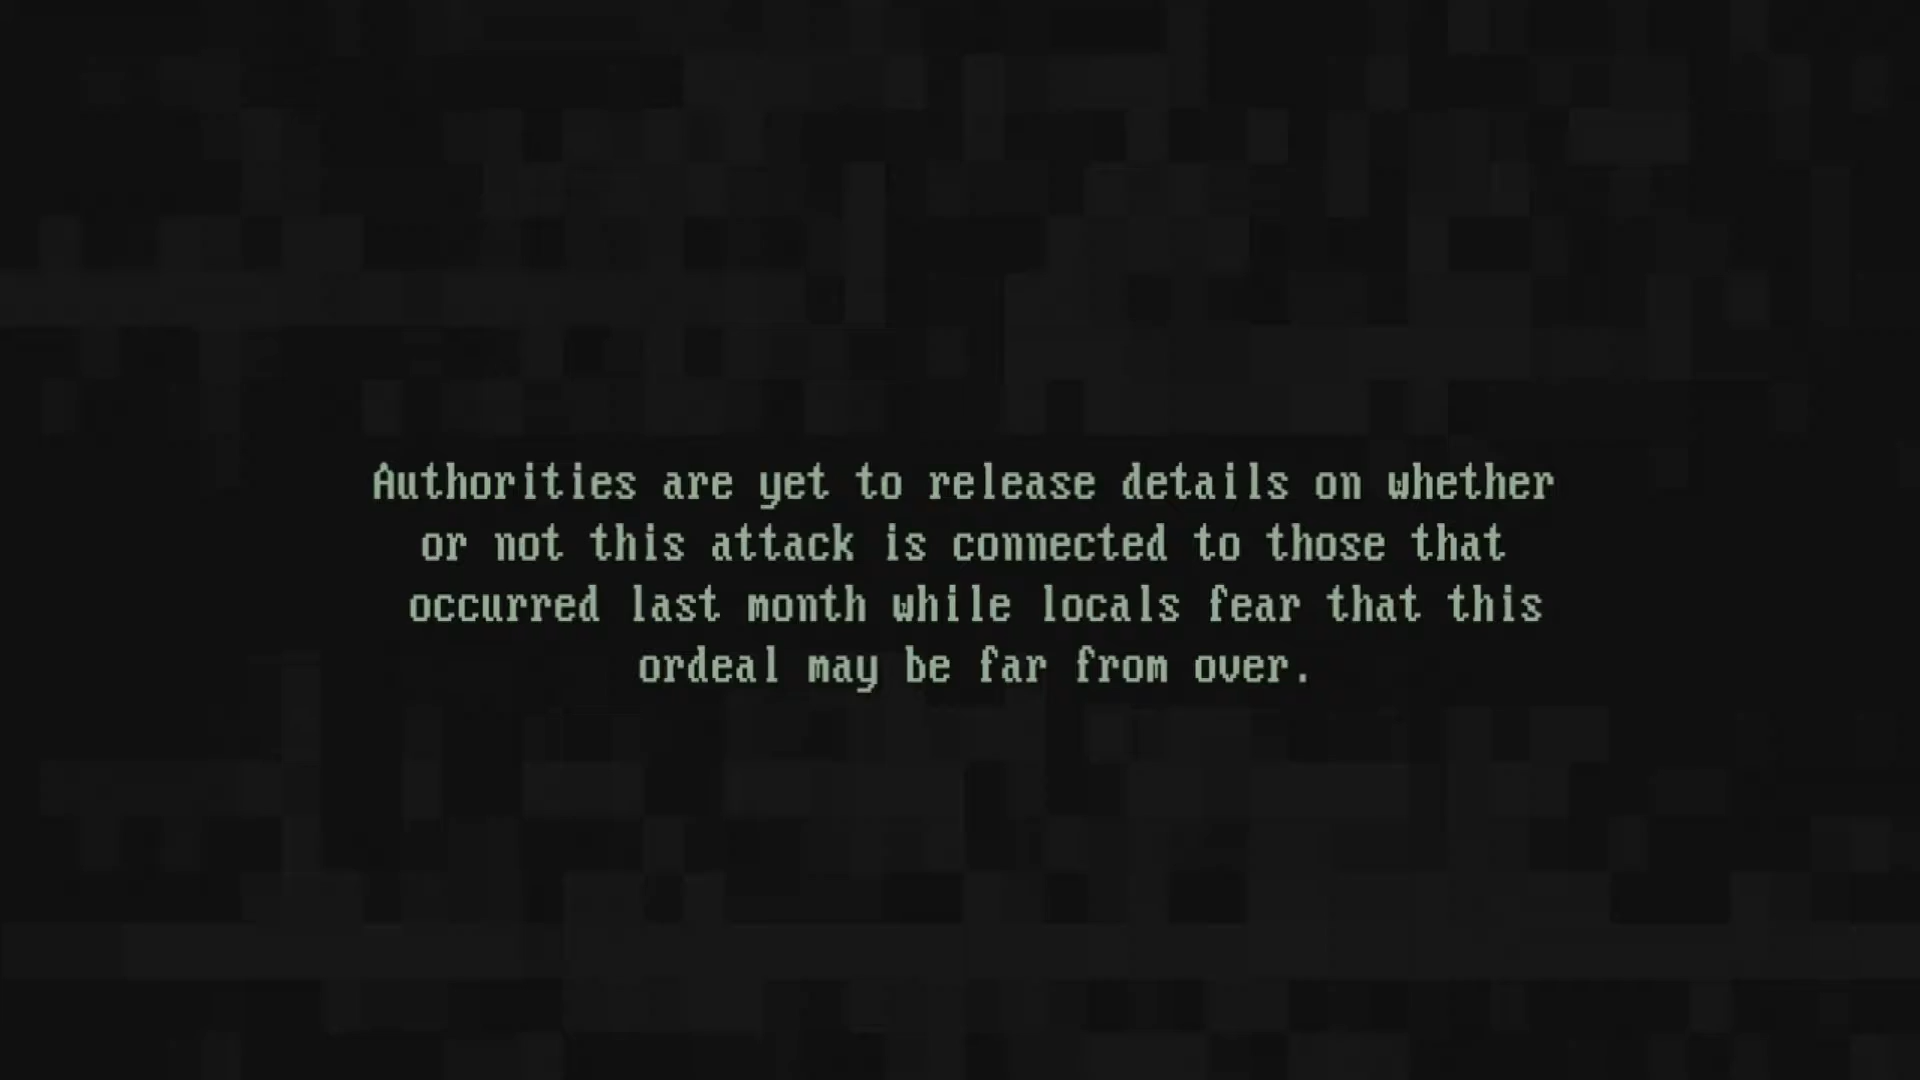 Authorities are yet to release details on whether
or not this attack is connected to those that
occurred last month while locals fear that this
ordeal may be far from over.